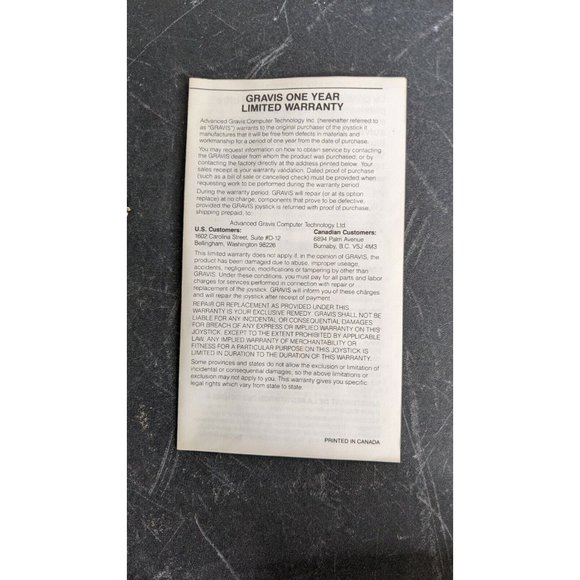 GRAVIS ONE YEAR
LIMITED WARRANTY
Advanced Gravis Computer Technology Inc. (hereinafter referred to
as "GRAVIS") warrants to the original purchaser of the joystick it
manufactures that it will be free from defects in materials and
workmanship for a period of one year from the date of purchase.
You may request information on how to obtain service by contacting
the GRAVIS dealer from whom the product was purchased; or by
contacting the factory directly at the address printed below. Your
sales receipt is your warranty validation. Dated proof of purchase
(such as a bill of sale or cancelled check) must be provided when
requesting work to be performed during the warranty period.
During the warranty period, GRAVIS will repair (or at its option
replace) at no charge, components that prove to be defective,
provided the GRAVIS joystick is returned with proof of purchase,
shipping prepaid, to:
Advanced Gravis Computer Technology Ltd.
U.S. Customers:
1602 Carolina Street, Suite #D-12
Bellingham, Washington 98226
Canadian Customers:
6894 Palm Avenue
Burnaby, B.C. V5J 4M3
This limited warranty does not apply if, in the opinion of GRAVIS, the
product has been damaged due to abuse, improper useage,
accidents, negligence, modifications or tampering by other than
GRAVIS. Under these conditions, you must pay for all parts and labor
charges for services performed in connection with repair or
replacement of the joystick. GRAVIS will inform you of these charges
and will repair the joystick after receipt of payment.
REPAIR OR REPLACEMENT AS PROVIDED UNDER THIS
WARRANTY IS YOUR EXCLUSIVE REMEDY. GRAVIS SHALL NOT BE
LIABLE FOR ANY INCIDENTAL OR CONSEQUENTIAL DAMAGES
FOR BREACH OF ANY EXPRESS OR IMPLIED WARRANTY ON THIS
JOYSTICK. EXCEPT TO THE EXTENT PROHIBITED BY APPLICABLE
LAW, ANY IMPLIED WARRANTY OF MERCHANTABILITY OR
FITNESS FOR A PARTICULAR PURPOSE ON THIS JOYSTICK IS
LIMITED IN DURATION TO THE DURATION OF THIS WARRANTY.
Some provinces and states do not allow the exclusion or limitation of
incidental or consequential damages, so the above limitations or
exclusion may not apply to you. This warranty gives you specific
legal rights which vary from state to state.
PRINTED IN CANADA